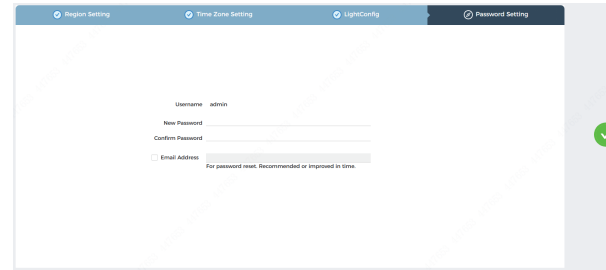 Region Setting
Time Zone Setting
LightConfig
Password Setting
Username admin
New Password
Confirm Password
Email Address
For password reset. Recommended or improved in time.